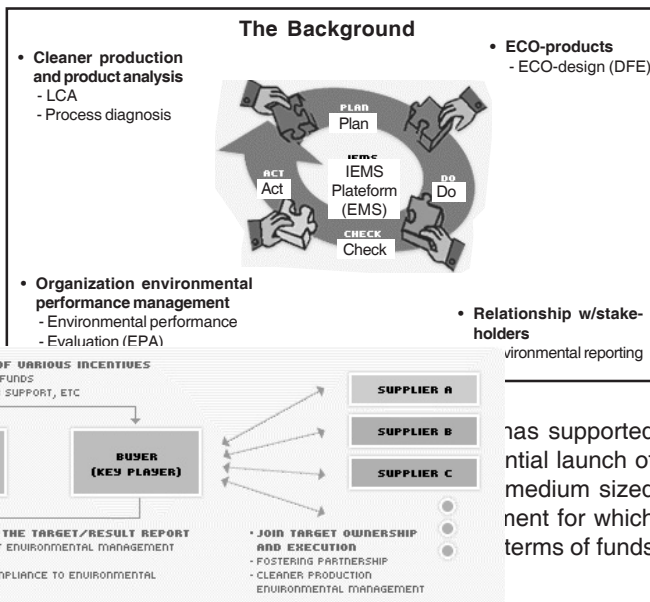 The Background
• Cleaner production
and product analysis
- LCA
- Process diagnosis
• ECO-products
- ECO-design (DFE)
PLAN
Plan
IEMS
IEMS
Plateform
(EMS)
ACT
Act
DO
Do
CHECK
Check
• Organization environmental
performance management
- Environmental performance
- Evaluation (EPA)
• Relationship w/stake-
holders
vironmental reporting
OF VARIOUS INCENTIVES
FUNDS
SUPPORT, ETC
BUYER
(KEY PLAYER)
SUPPLIER A
SUPPLIER B
SUPPLIER C
THE TARGET/RESULT REPORT
ENVIRONMENTAL MANAGEMENT
MPLIANCE TO ENVIRONMENTAL
• JOIN TARGET OWNERSHIP
AND EXECUTION
- FOSTERING PARTNERSHIP
- CLEANER PRODUCTION
ENVIRONMENTAL MANAGEMENT
has supported
ntial launch of
medium sized
ment for which
terms of funds